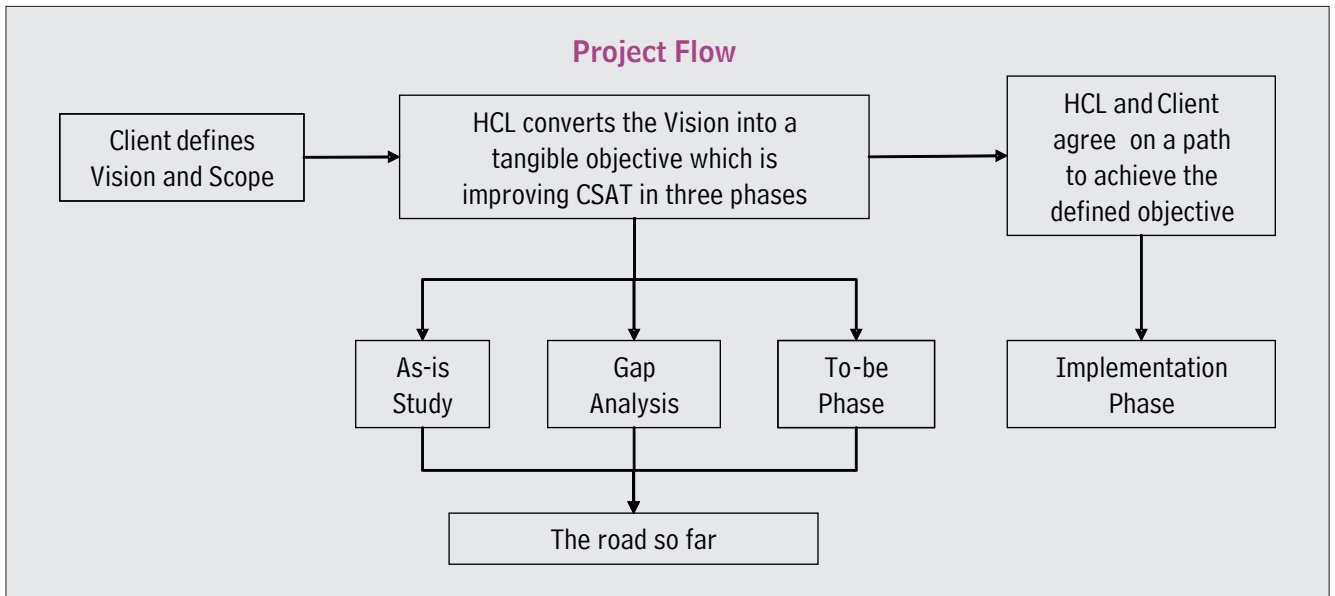 Project Flow
Client defines
Vision and Scope
HCL converts the Vision into a
tangible objective which is
improving CSAT in three phases
HCL and Client
agree on a path
to achieve the
defined objective
As-is
Study
Gap
Analysis
To-be
Phase
Implementation
Phase
The road so far